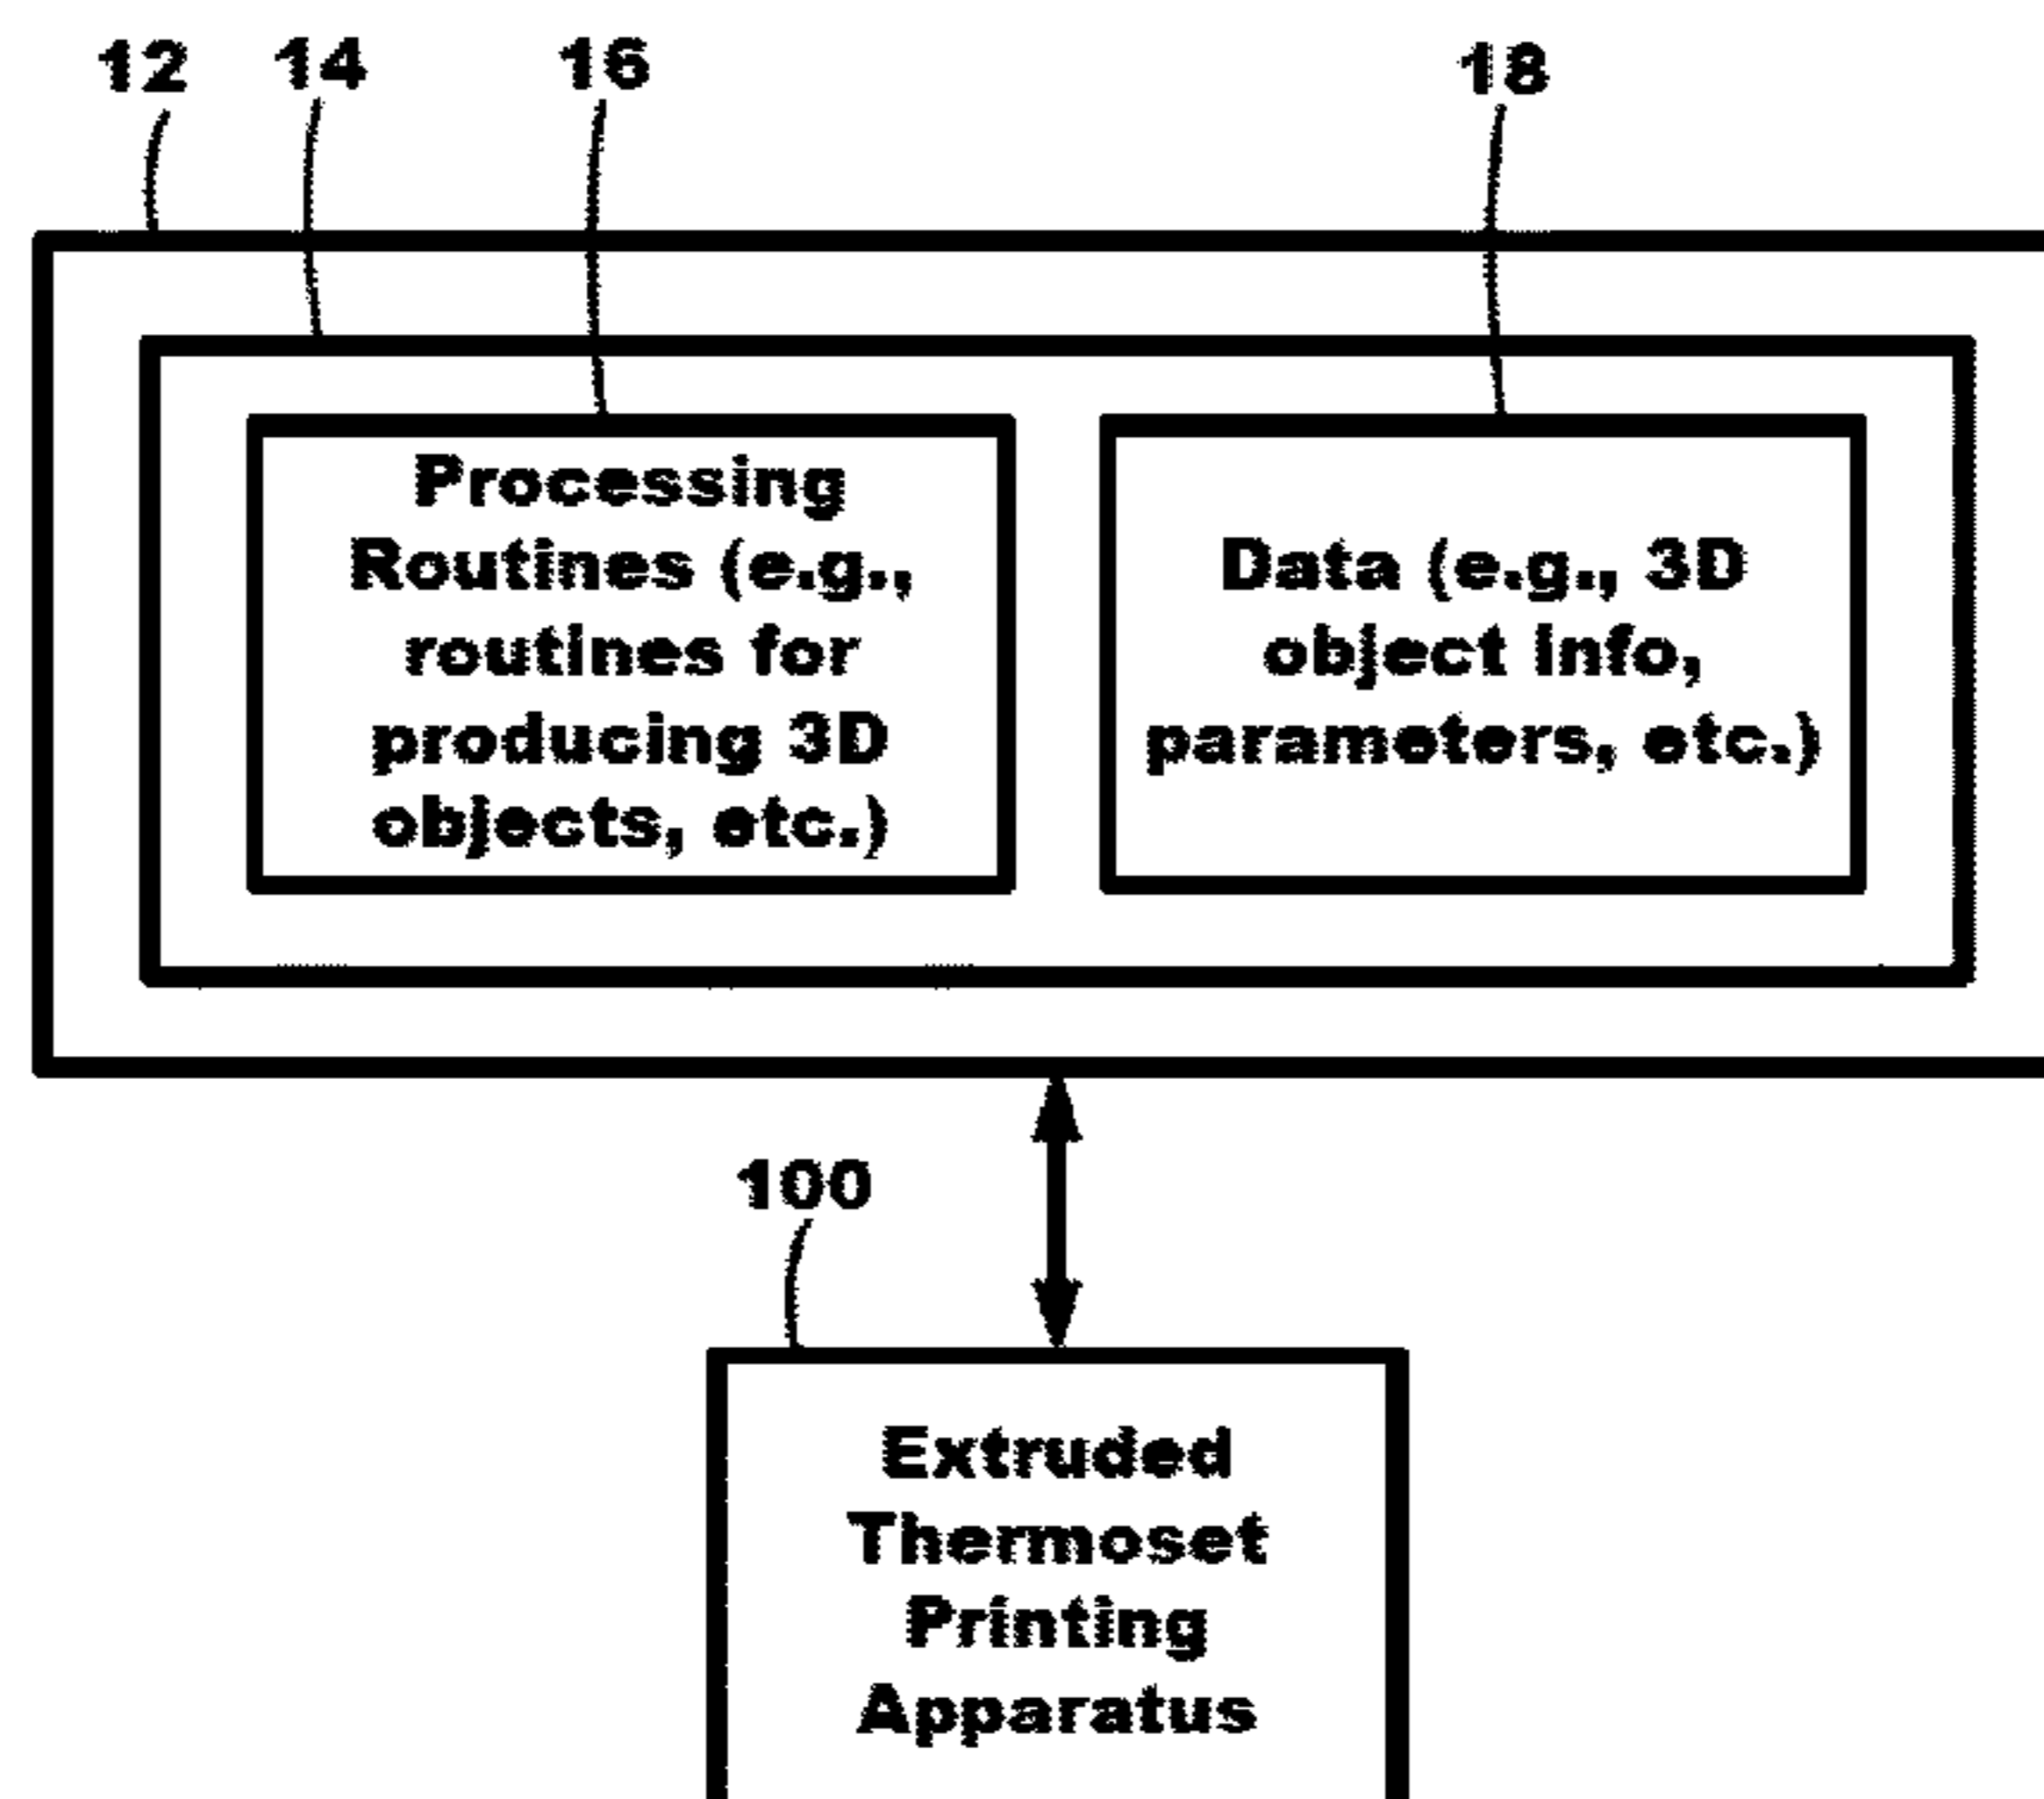 12 14 16 18
Processing
Routines (e.g.,
routines for
producing 3D
objects, etc.)
Data (e.g., 3D
object info,
parameters, etc.)
100
Extruded
Thermoset
Printing
Apparatus